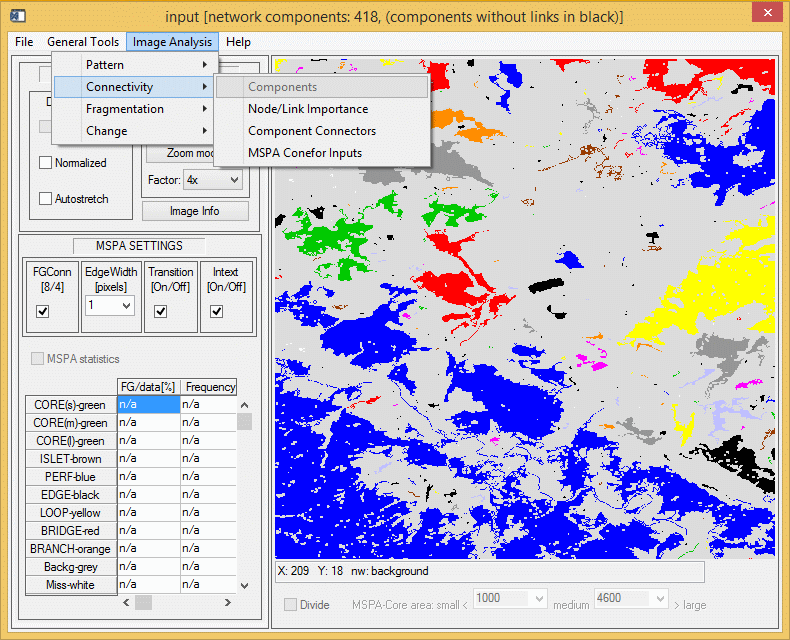 input [network components: 418, (components without links in black)]
File General Tools Image Analysis Help
Pattern
Connectivity
Fragmentation
Change
Components
Node/Link Importance
Component Connectors
MSPA Conefor Inputs
Normalized
Autostretch
Zoom mo
Factor: 4x
Image Info
MSPA SETTINGS
FGConn EdgeWidth Transition Intext
[8/4] [pixels] [On/Off] [On/Off]
1
MSPA statistics
FG/data[%] Frequency
CORE(s)-green n/a n/a
CORE(m)-green n/a n/a
CORE(l)-green n/a n/a
ISLET-brown n/a n/a
PERF-blue n/a n/a
EDGE-black n/a n/a
LOOP-yellow n/a n/a
BRIDGE-red n/a n/a
BRANCH-orange n/a n/a
Backg-grey n/a n/a
Miss-white n/a n/a
X: 209 Y: 18 nw: background
Divide MSPA-Core area: small < 1000 medium 4600 > large